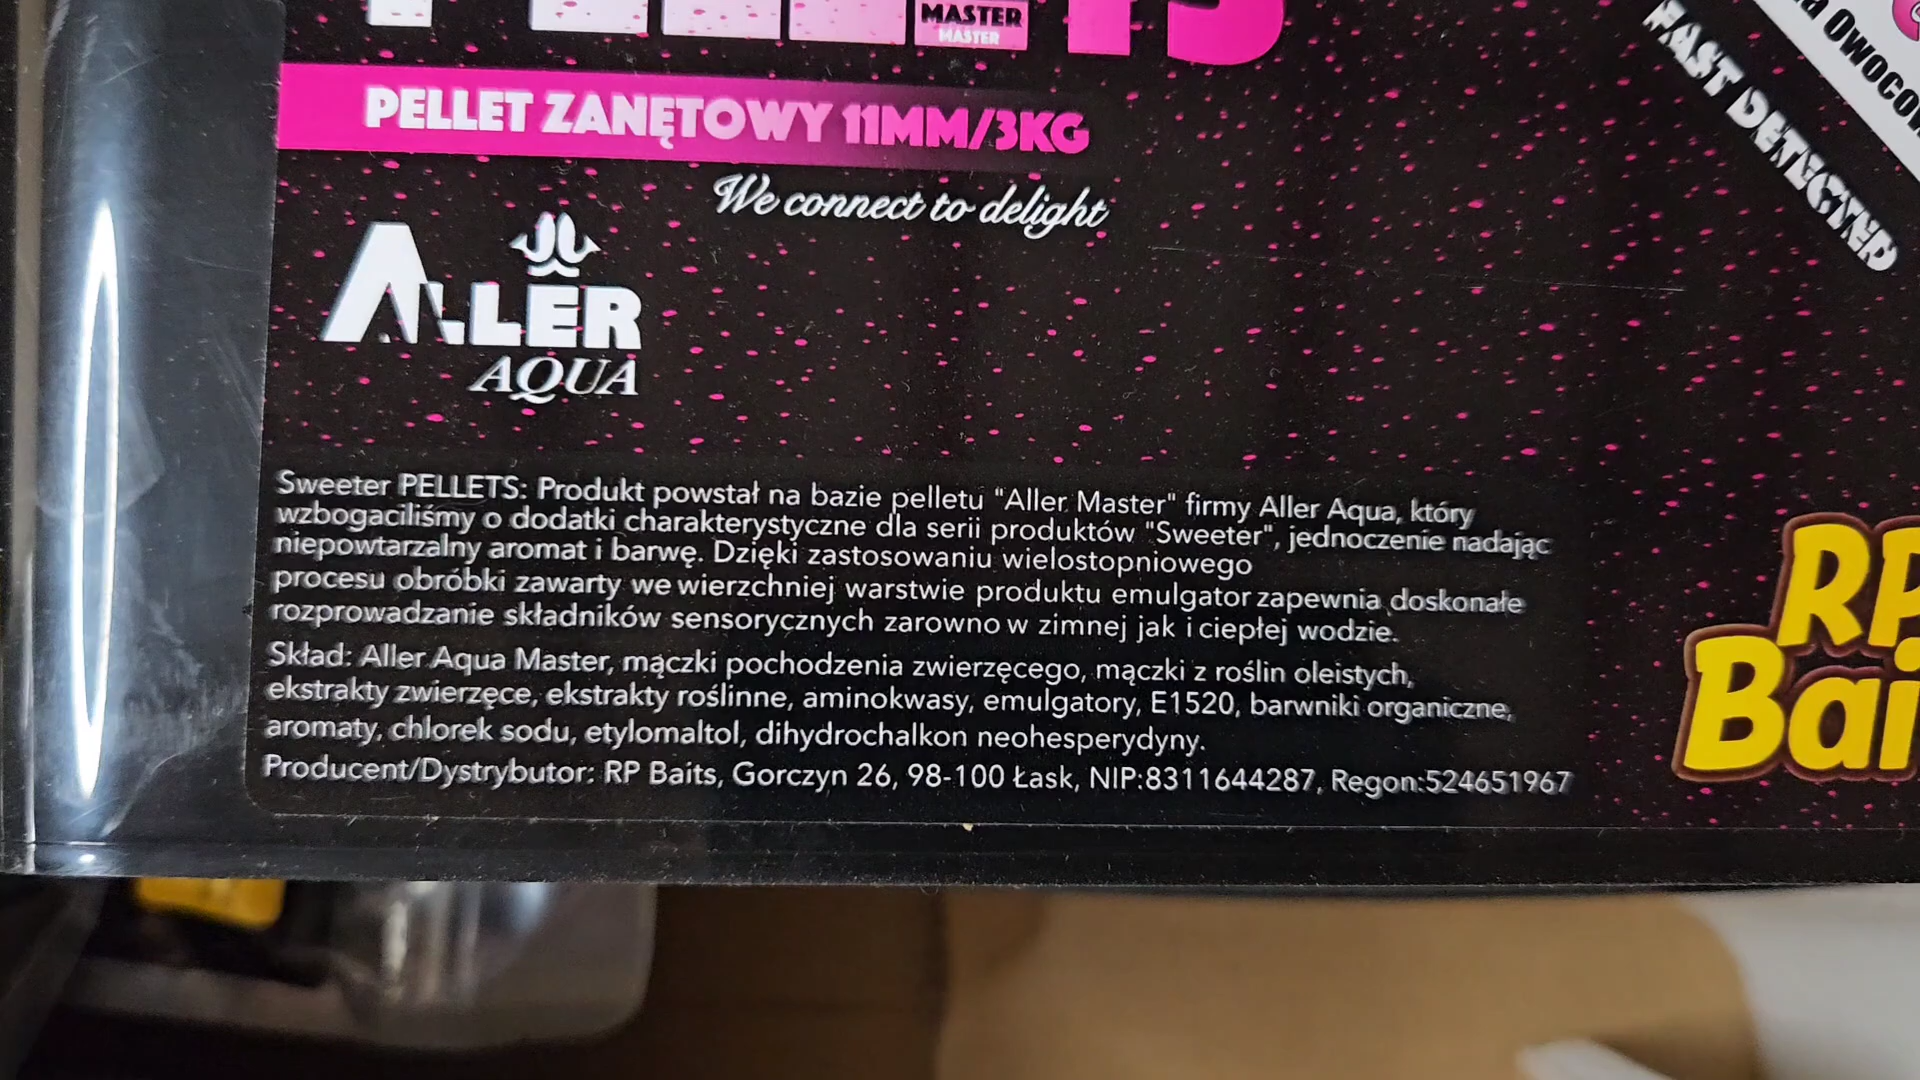 PELLETS
MASTER
MASTER
PELLET ZANĘTOWY 11MM/3KG
We connect to delight
ALLER
AQUA
FAST DETECTED
Sweeter PELLETS: Produkt powstał na bazie pelletu "Aller Master" firmy Aller Aqua, który
wzbogaciliśmy o dodatki charakterystyczne dla serii produktów "Sweeter", jednoczenie nadając
niepowtarzalny aromat i barwę. Dzięki zastosowaniu wielostopniowego
procesu obróbki zawarty we wierzchniej warstwie produktu emulgator zapewnia doskonałe
rozprowadzanie składników sensorycznych zarowno w zimnej jak i ciepłej wodzie.
Skład: Aller Aqua Master, mączki pochodzenia zwierzęcego, mączki z roślin oleistych,
ekstrakty zwierzęce, ekstrakty roślinne, aminokwasy, emulgatory, E1520, barwniki organiczne,
aromaty, chlorek sodu, etylomaltol, dihydrochalkon neohesperydyny.
Producent/Dystrybutor: RP Baits, Gorczyn 26, 98-100 Łask, NIP:8311644287, Regon:524651967
RP
Bai